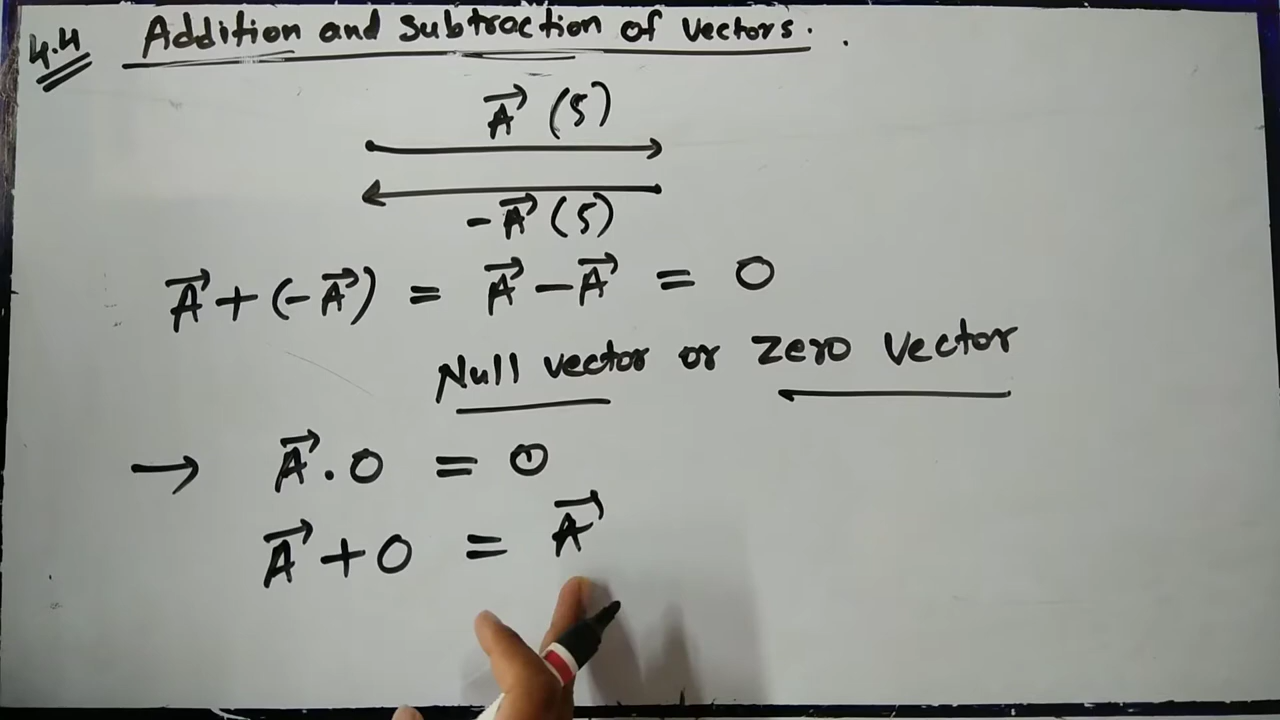 4.4 Addition and subtraction of vectors.
A⃗ (5)
-A⃗ (5)
A⃗ + (-A⃗) = A⃗ - A⃗ = 0
Null vector or zero vector
→ A⃗ . 0 = 0
A⃗ + 0 = A⃗